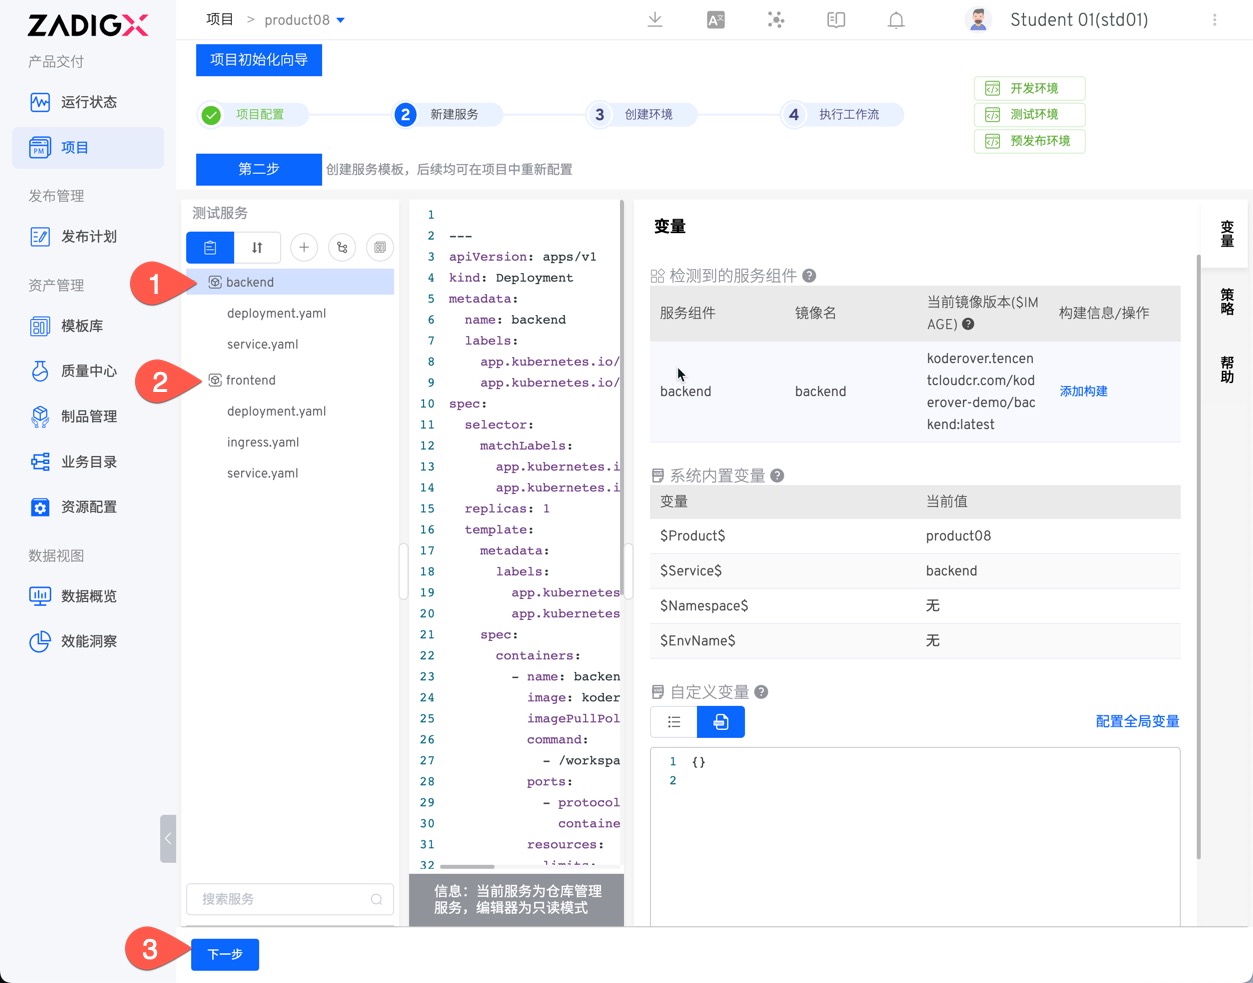 ZADIGX
项目 > product08
Student 01(std01)
产品交付
运行状态
项目
发布管理
发布计划
资产管理
模板库
质量中心
制品管理
业务目录
资源配置
数据视图
数据概览
效能洞察
项目初始化向导
项目配置
2 新建服务
3 创建环境
4 执行工作流
开发环境
测试环境
预发布环境
第二步 创建服务模板，后续均可在项目中重新配置
测试服务
1
backend
deployment.yaml
service.yaml
2
frontend
deployment.yaml
ingress.yaml
service.yaml
搜索服务
1
2 ---
3 apiVersion: apps/v1
4 kind: Deployment
5 metadata:
6 name: backend
7 labels:
8 app.kubernetes.io/
9 app.kubernetes.io/
10 spec:
11 selector:
12 matchLabels:
13 app.kubernetes.i
14 app.kubernetes.i
15 replicas: 1
16 template:
17 metadata:
18 labels:
19 app.kubernetes
20 app.kubernetes
21 spec:
22 containers:
23 - name: backen
24 image: koder
25 imagePullPol
26 command:
27 - /workspa
28 ports:
29 - protocol
30 containe
31 resources:
32 limits:
信息：当前服务为仓库管理
服务，编辑器为只读模式
变量
检测到的服务组件
服务组件 镜像名 当前镜像版本($IM
AGE) 构建信息/操作
backend backend koderover.tencen
tcloudcr.com/kod
erover-demo/bac
kend:latest 添加构建
系统内置变量
变量 当前值
$Product$ product08
$Service$ backend
$Namespace$ 无
$EnvName$ 无
自定义变量
配置全局变量
1 {}
2
变量
策略
帮助
3
下一步